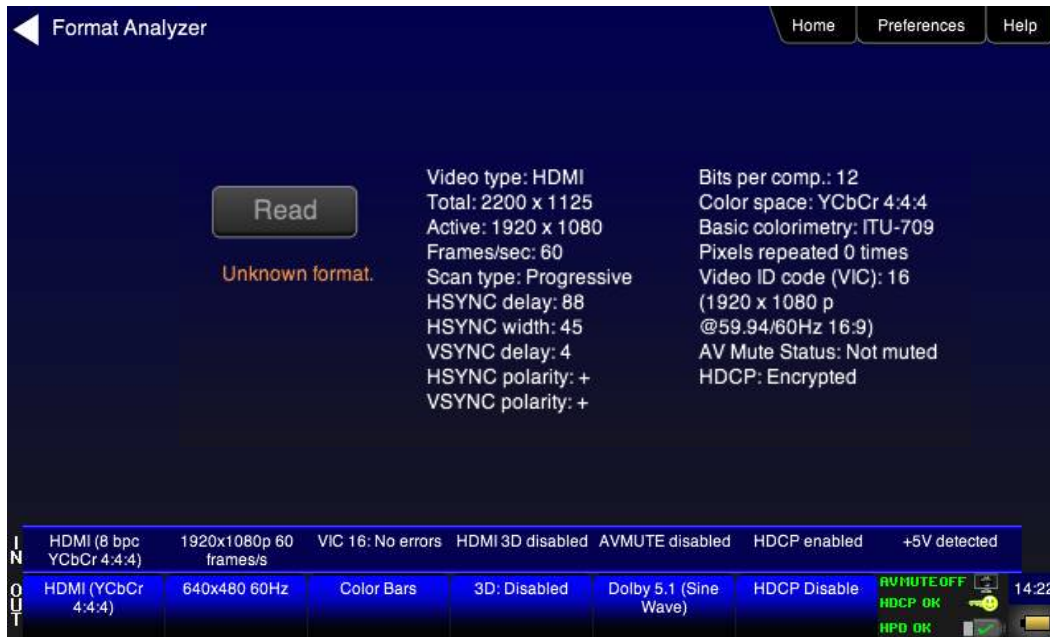 Format Analyzer
Home
Preferences
Help
Read
Unknown format.
Video type: HDMI
Total: 2200 x 1125
Active: 1920 x 1080
Frames/sec: 60
Scan type: Progressive
HSYNC delay: 88
HSYNC width: 45
VSYNC delay: 4
HSYNC polarity: +
VSYNC polarity: +
Bits per comp.: 12
Color space: YCbCr 4:4:4
Basic colorimetry: ITU-709
Pixels repeated 0 times
Video ID code (VIC): 16
(1920 x 1080 p
@59.94/60Hz 16:9)
AV Mute Status: Not muted
HDCP: Encrypted
IN
HDMI (8 bpc
YCbCr 4:4:4)
1920x1080p 60
frames/s
VIC 16: No errors
HDMI 3D disabled
AVMUTE disabled
HDCP enabled
+5V detected
OUT
HDMI (YCbCr
4:4:4)
640x480 60Hz
Color Bars
3D: Disabled
Dolby 5.1 (Sine
Wave)
HDCP Disable
AVMUTEOFF
HDCP OK
HPD OK
14:22